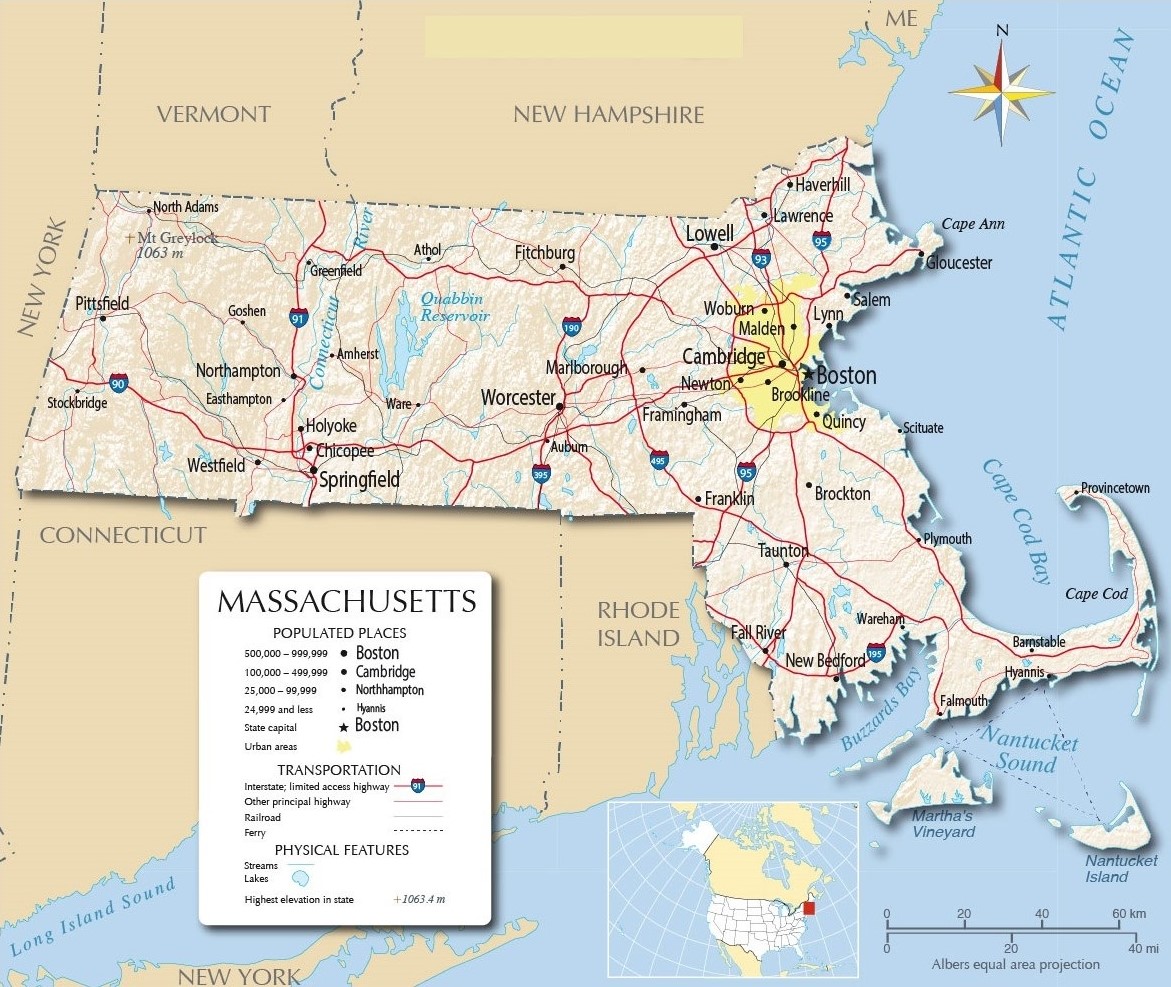 ME
N
VERMONT
NEW HAMPSHIRE
ATLANTIC OCEAN
Haverhill
North Adams
Lawrence
Cape Ann
NEW YORK
River
Mt Greylock
1063 m
Lowell
95
Athol
Fitchburg
93
Gloucester
Greenfield
Pittsfield
Quabbin
Reservoir
Salem
Goshen
91
Woburn
Lynn
190
Malden
Connecticut
Amherst
Cambridge
Northampton
Marlborough
Boston
90
Newton
Stockbridge
Easthampton
Ware
Worcester
Brookline
Framingham
Quincy
Holyoke
Scituate
Chicopee
Auburn
Westfield
495
395
95
Springfield
Franklin
Brockton
Provincetown
Cape Cod Bay
CONNECTICUT
Plymouth
Taunton
Cape Cod
RHODE
ISLAND
Wareham
Fall River
Barnstable
195
New Bedford
Hyannis
Falmouth
Buzzards Bay
Nantucket
Sound
Martha's
Vineyard
Nantucket
Island
MASSACHUSETTS
POPULATED PLACES
500,000 – 999,999 Boston
100,000 – 499,999 Cambridge
25,000 – 99,999 Northhampton
24,999 and less Hyannis
State capital Boston
Urban areas
TRANSPORTATION
Interstate; limited access highway 91
Other principal highway
Railroad
Ferry
PHYSICAL FEATURES
Streams
Lakes
Highest elevation in state +1063.4 m
Long Island Sound
NEW YORK
0 20 40 60 km
0 20 40 mi
Albers equal area projection